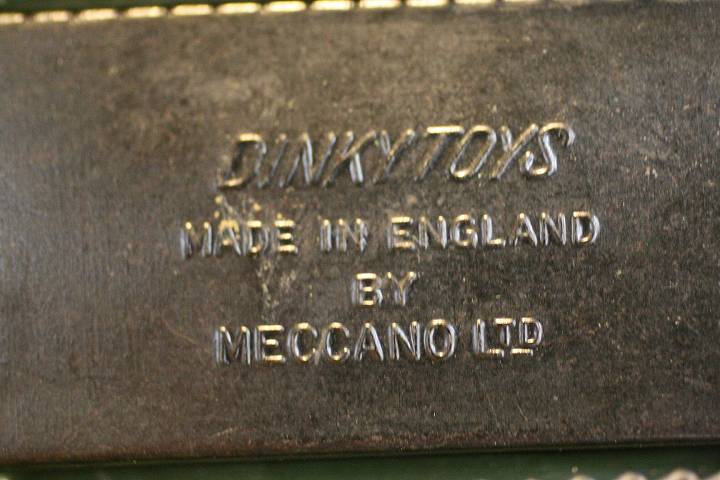 DINKY TOYS
MADE IN ENGLAND
BY
MECCANO LTD